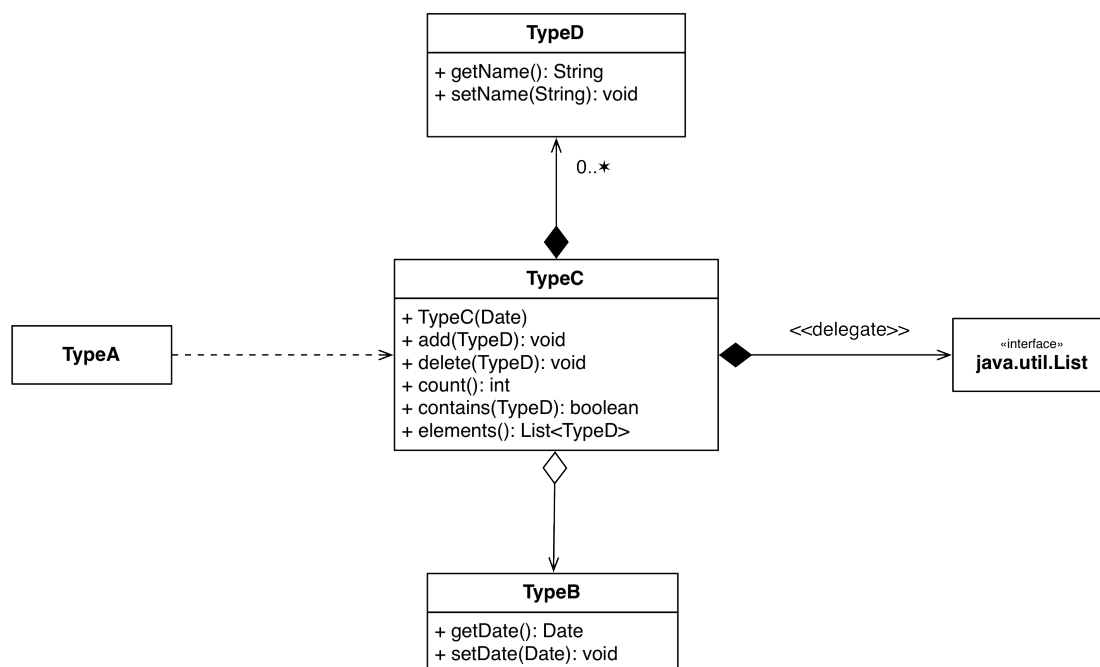 TypeD
+ getName(): String
+ setName(String): void
0..✶
TypeC
+ TypeC(Date)
+ add(TypeD): void
+ delete(TypeD): void
+ count(): int
+ contains(TypeD): boolean
+ elements(): List<TypeD>
TypeA
<<delegate>>
«interface»
java.util.List
TypeB
+ getDate(): Date
+ setDate(Date): void